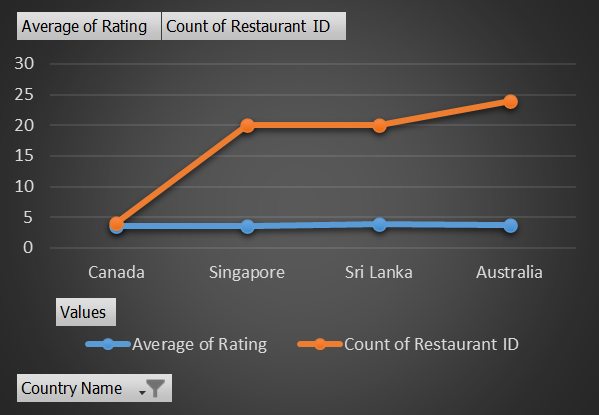 Average of Rating Count of Restaurant ID
30
25
20
15
10
5
0
Canada Singapore Sri Lanka Australia
Values
Average of Rating Count of Restaurant ID
Country Name